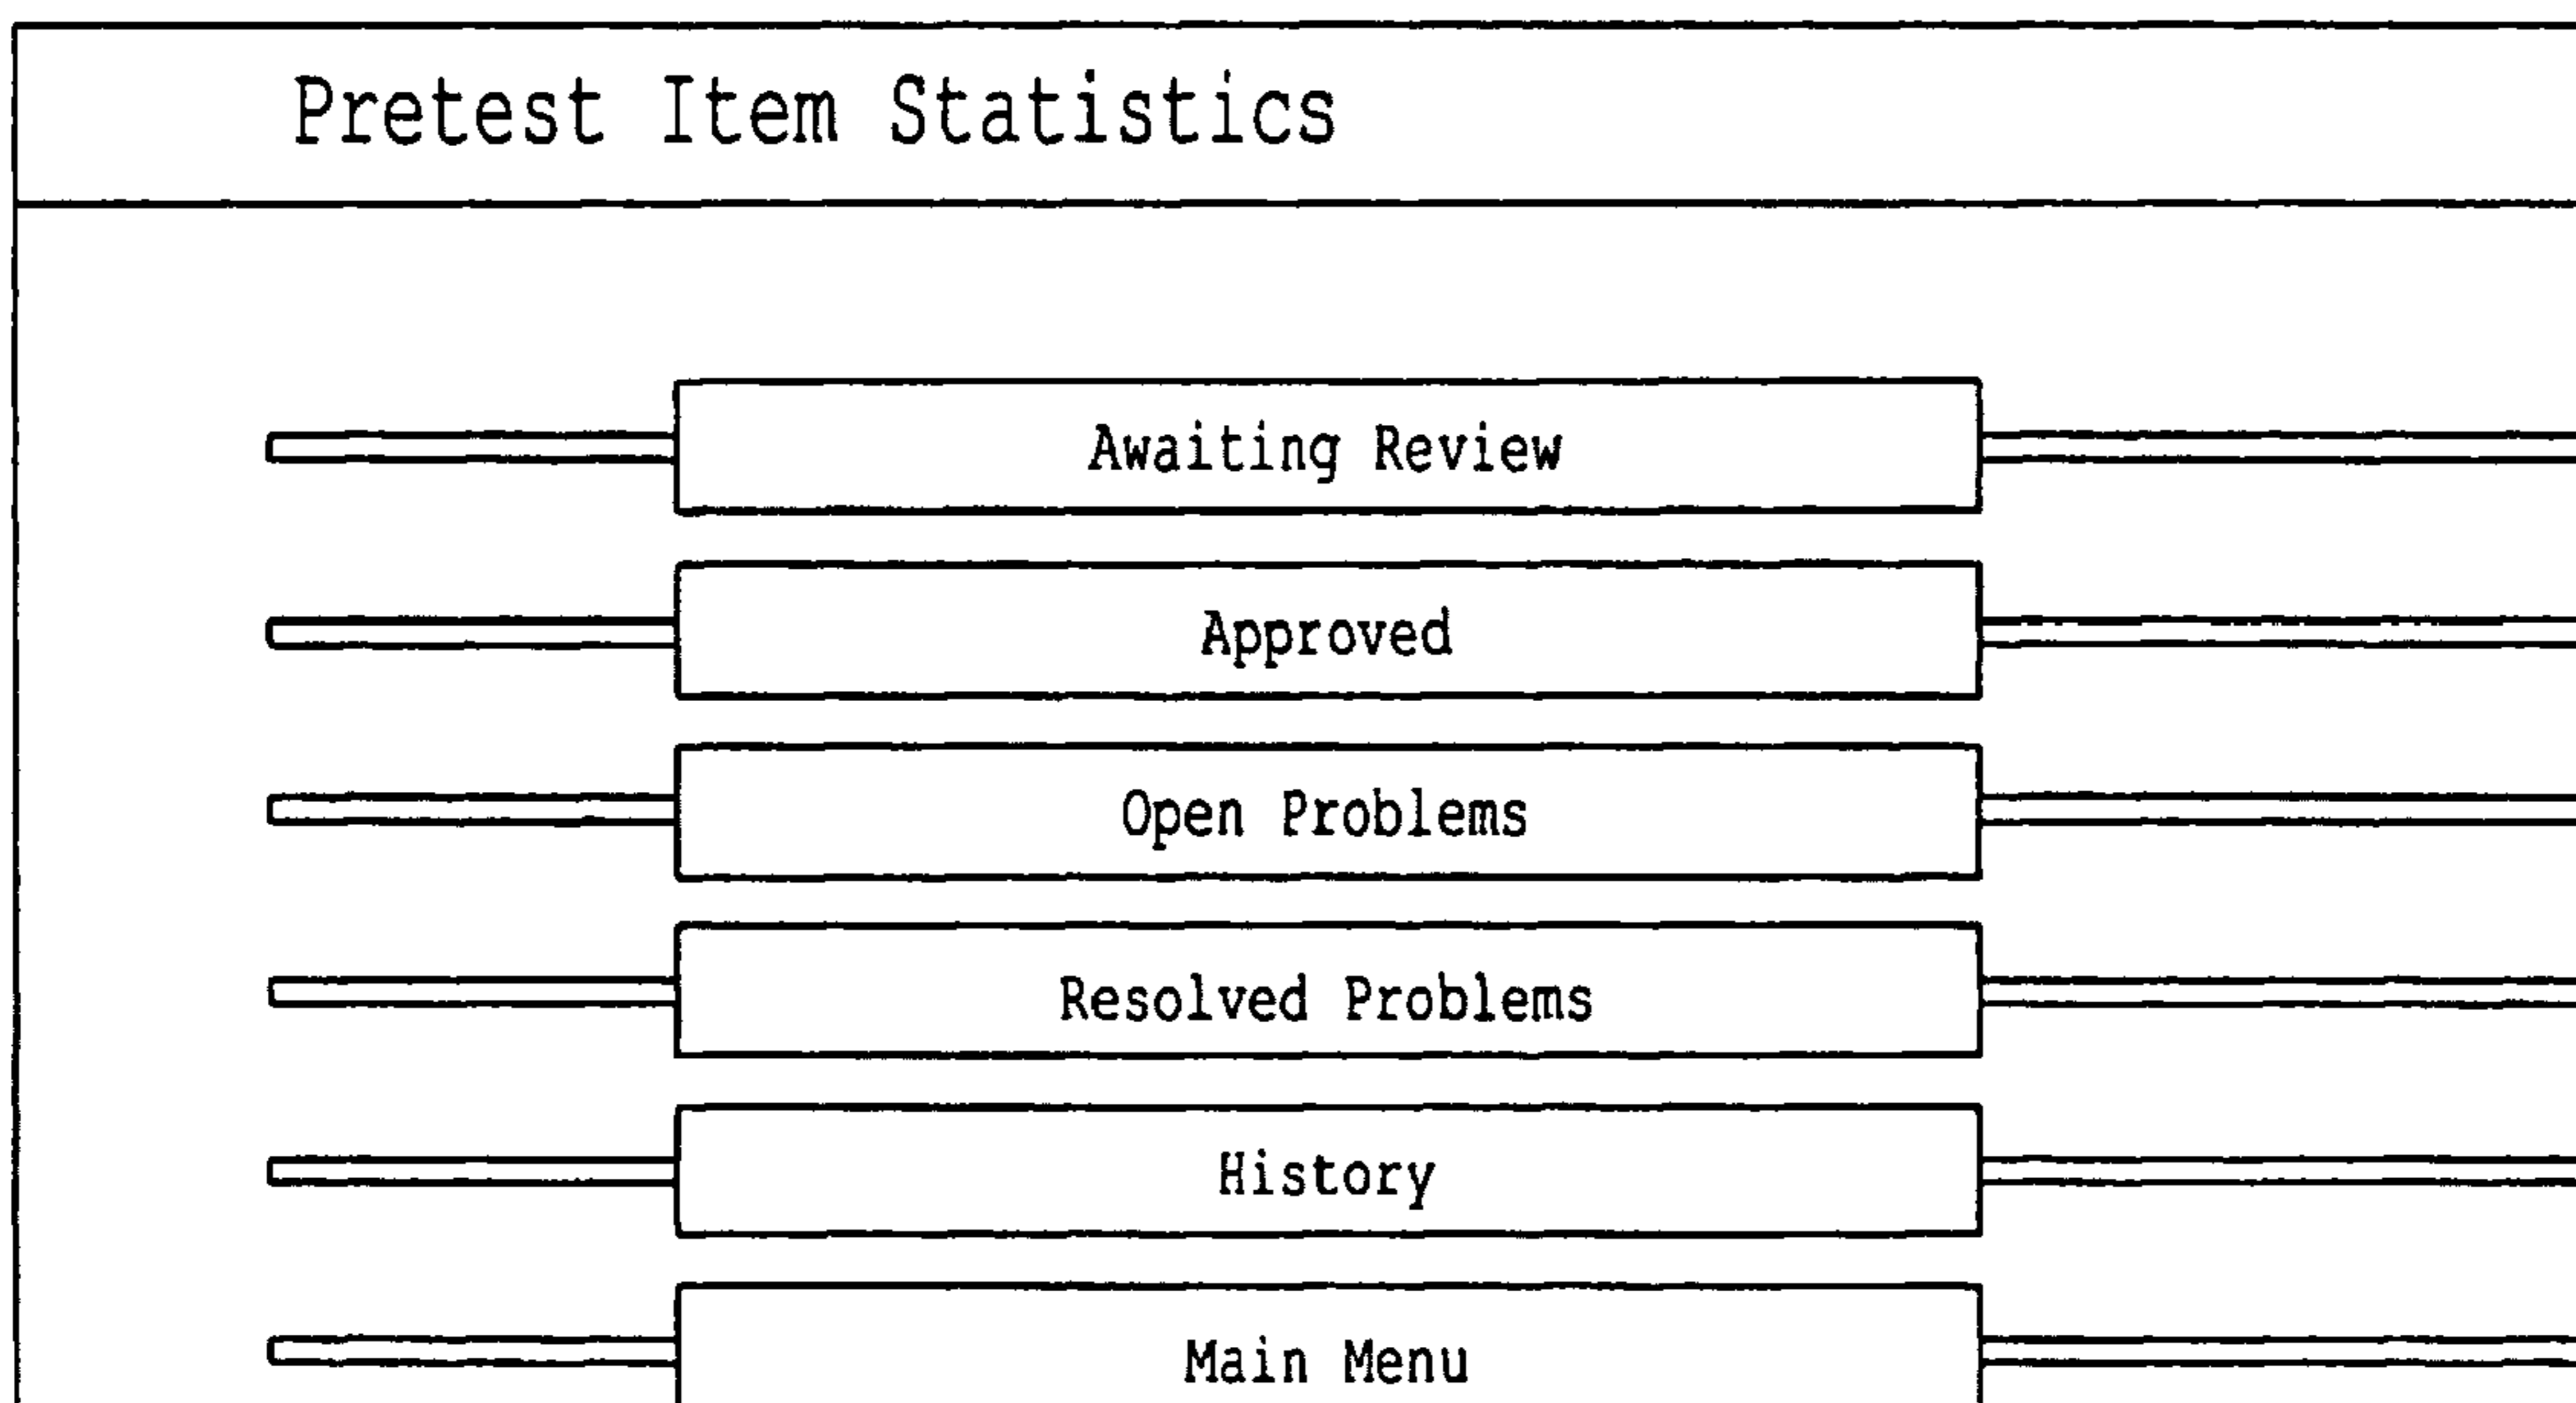 Pretest Item Statistics
Awaiting Review
Approved
Open Problems
Resolved Problems
History
Main Menu